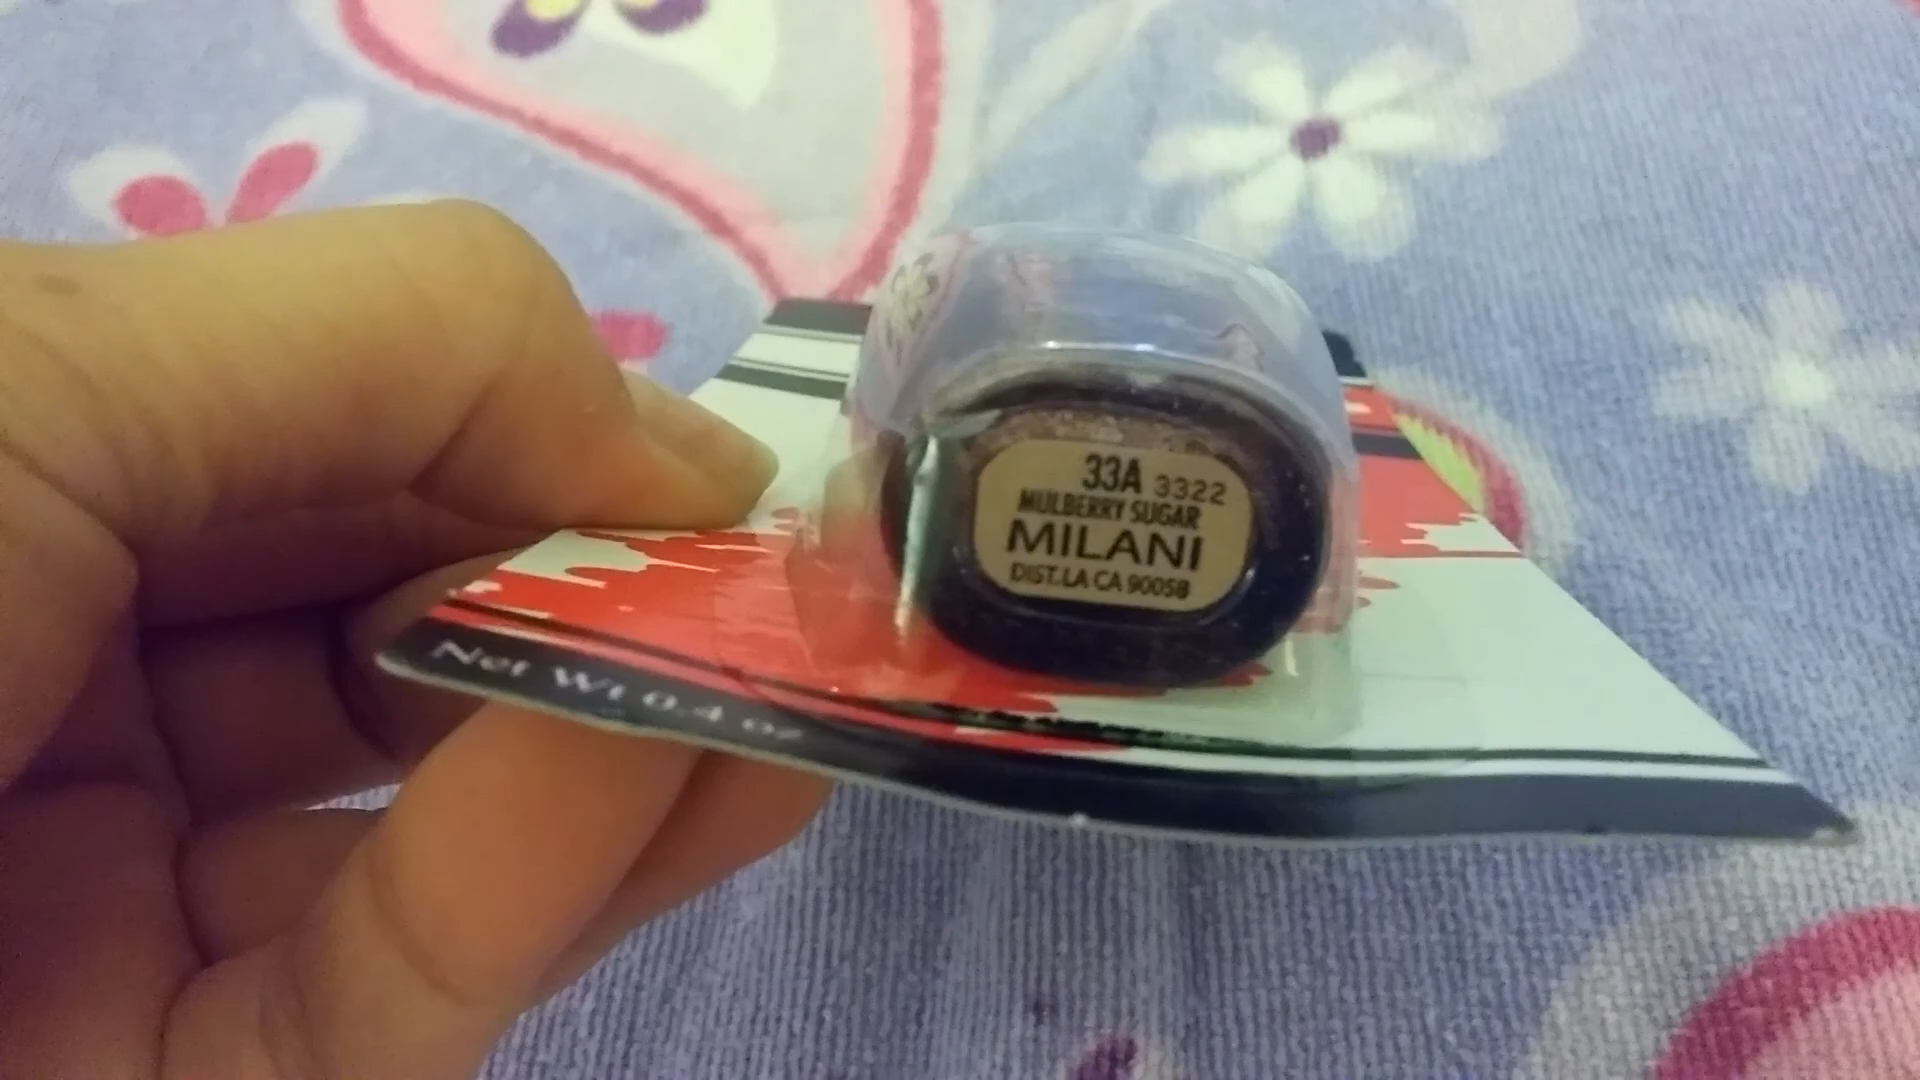 33A 3322
MULBERRY SUGAR
MILANI
DIST. LA CA 90058
Net Wt 0.4 oz